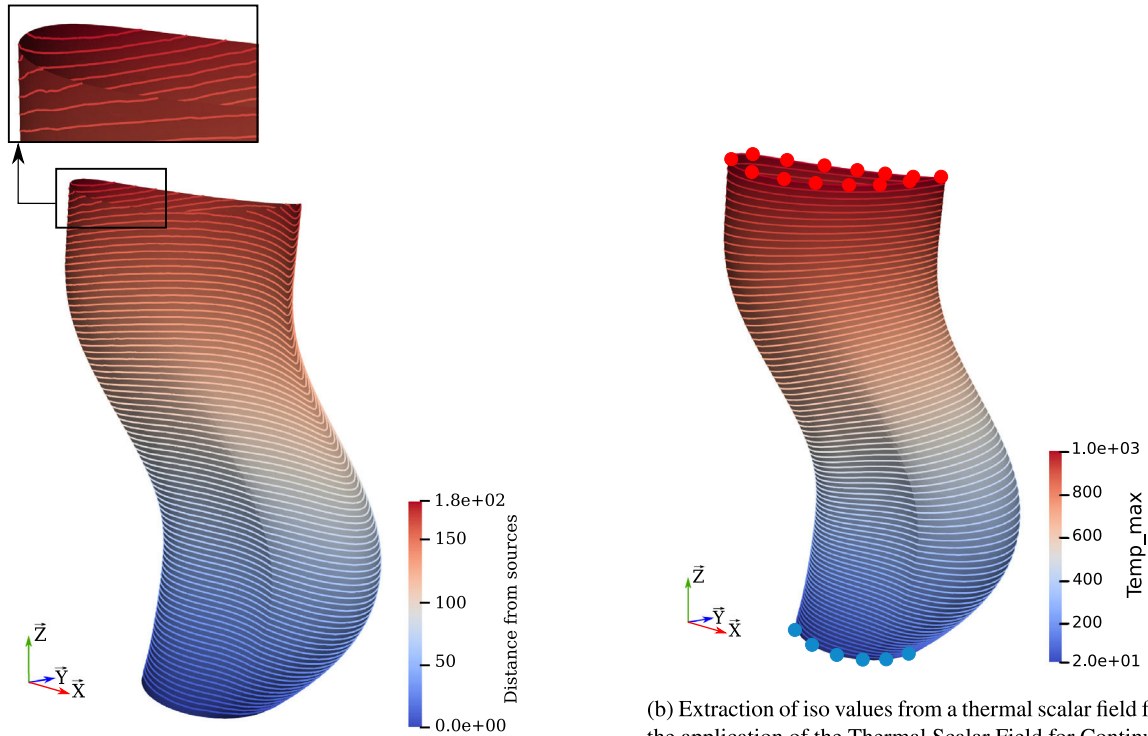 1.8e+02
150
100
50
0.0e+00
Distance from sources
Z
Y
X
1.0e+03
800
600
400
200
2.0e+01
Temp_max
Z
Y
X
(b) Extraction of iso values from a thermal scalar field f
the application of the Thermal Scalar Field for Contin